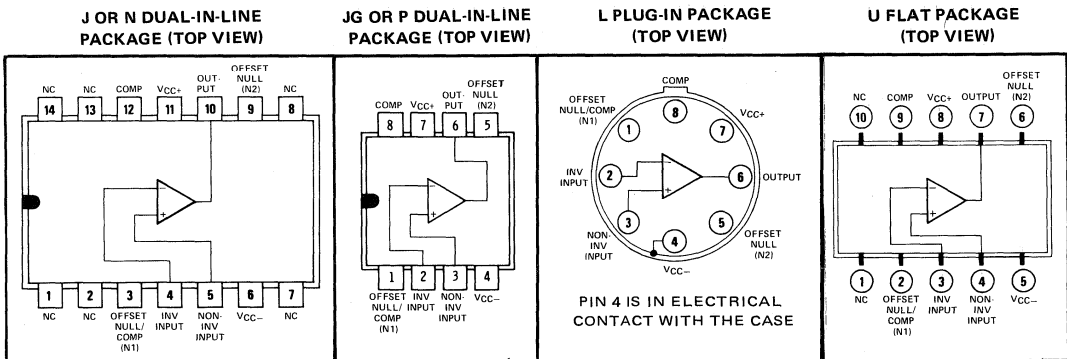 J OR N DUAL-IN-LINE
PACKAGE (TOP VIEW)
NC
NC
COMP
VCC+
OUT-
PUT
OFFSET
NULL
(N2)
NC
14
13
12
11
10
9
8
1
2
3
4
5
6
7
NC
NC
OFFSET
NULL/
COMP
(N1)
INV
INPUT
NON-
INV
INPUT
VCC−
NC
JG OR P DUAL-IN-LINE
PACKAGE (TOP VIEW)
COMP
VCC+
OUT-
PUT
OFFSET
NULL
(N2)
8
7
6
5
1
2
3
4
OFFSET
NULL/
COMP
(N1)
INV
INPUT
NON-
INV
INPUT
VCC−
L PLUG-IN PACKAGE
(TOP VIEW)
COMP
OFFSET
NULL/COMP
(N1)
8
1
7
VCC+
INV
INPUT
2
6
OUTPUT
3
5
NON-
INV
INPUT
4
OFFSET
NULL
(N2)
VCC−
PIN 4 IS IN ELECTRICAL
CONTACT WITH THE CASE
U FLAT PACKAGE
(TOP VIEW)
NC
COMP
VCC+
OUTPUT
OFFSET
NULL
(N2)
10
9
8
7
6
1
2
3
4
5
NC
OFFSET
NULL/
COMP
(N1)
INV
INPUT
NON-
INV
INPUT
VCC−